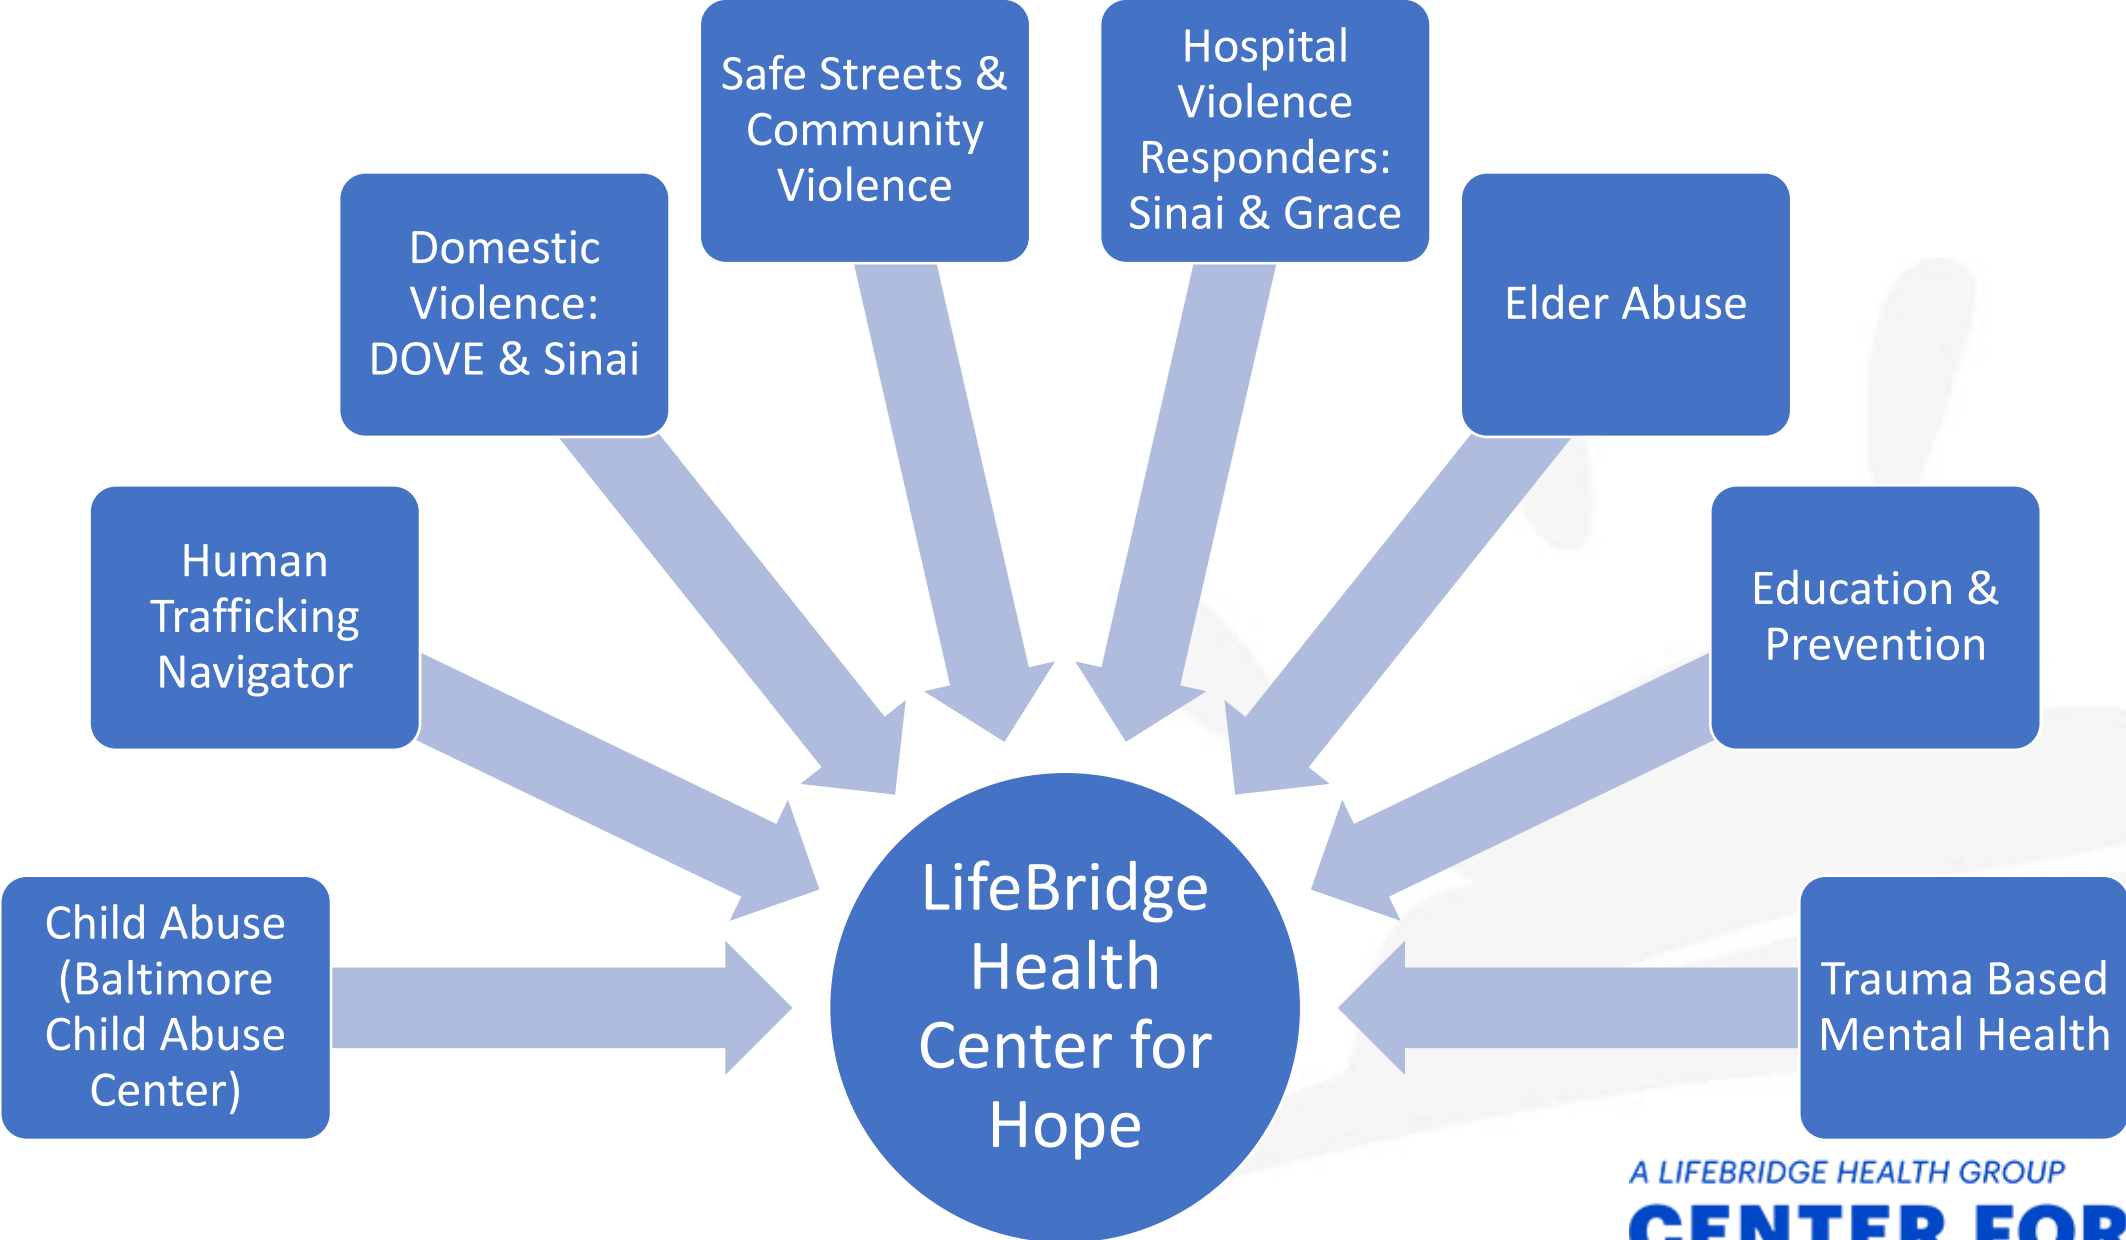 Safe Streets &
Community
Violence
Hospital
Violence
Responders:
Sinai & Grace
Domestic
Violence:
DOVE & Sinai
Elder Abuse
Human
Trafficking
Navigator
Education &
Prevention
Child Abuse
(Baltimore
Child Abuse
Center)
LifeBridge
Health
Center for
Hope
Trauma Based
Mental Health
A LIFEBRIDGE HEALTH GROUP
CENTER FOR